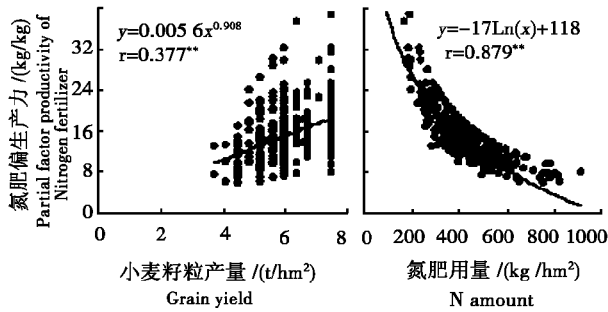 氮肥偏生产力 /(kg/kg)
Partial factor productivity of
Nitrogen fertilizer
40
32
24
16
8
0
y=0.005 6x^0.908
r=0.377**
0 2 4 6 8
小麦籽粒产量 /(t/hm²)
Grain yield
y=−17Ln(x)+118
r=0.879**
0 200 400 600 800 1000
氮肥用量 /(kg /hm²)
N amount